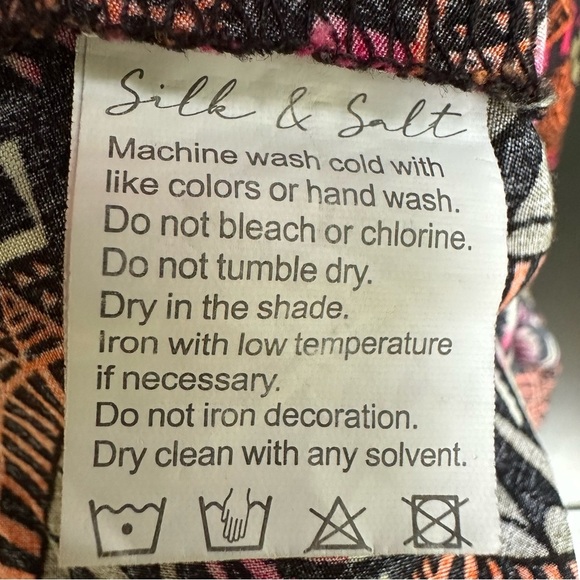 Silk & Salt
Machine wash cold with
like colors or hand wash.
Do not bleach or chlorine.
Do not tumble dry.
Dry in the shade.
Iron with low temperature
if necessary.
Do not iron decoration.
Dry clean with any solvent.